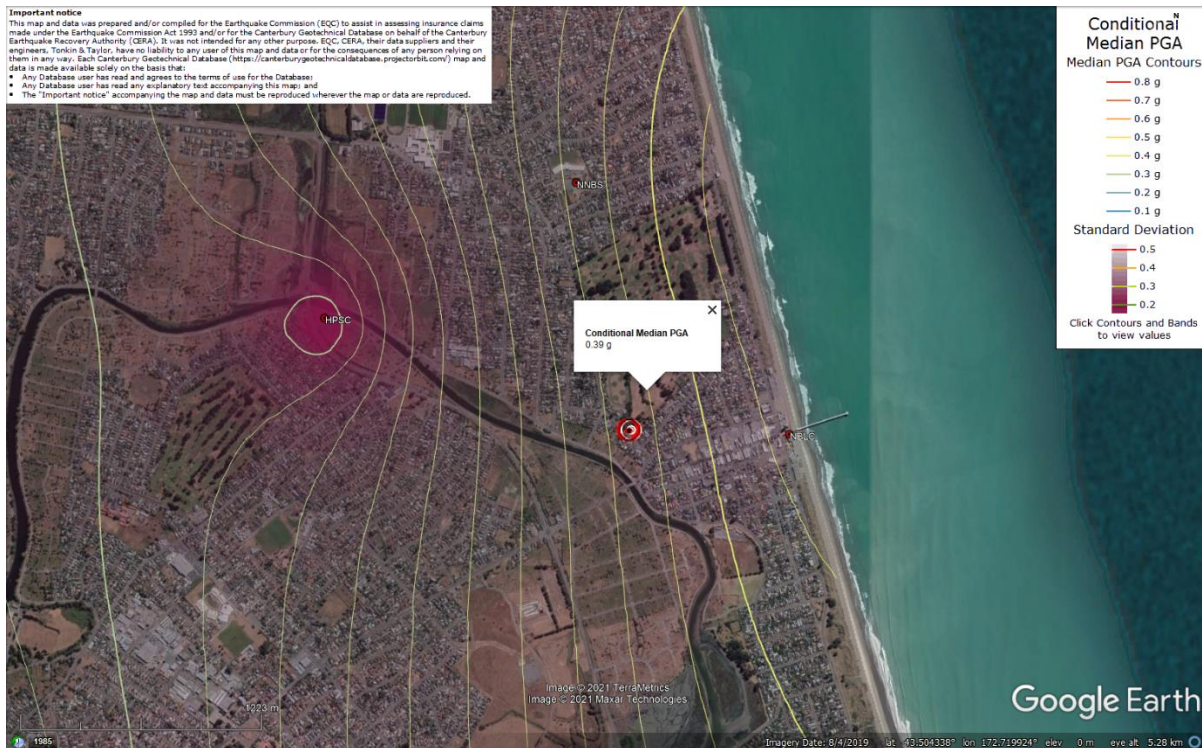 Important notice
This map and data was prepared and/or compiled for the Earthquake Commission (EQC) to assist in assessing insurance claims
made under the Earthquake Commission Act 1993 and/or for the Canterbury Geotechnical Database on behalf of the Canterbury
Earthquake Recovery Authority (CERA). It was not intended for any other purpose. EQC, CERA, their data suppliers and their
engineers, Tonkin & Taylor, have no liability to any user of this map and data or for the consequences of any person relying on
them in any way. Each Canterbury Geotechnical Database (https://canterburygeotechnicaldatabase.projectorbit.com/) map and
data is made available solely on the basis that:
• Any Database user has read and agrees to the terms of use for the Database;
• Any Database user has read any explanatory text accompanying this map; and
• The "Important notice" accompanying the map and data must be reproduced wherever the map or data are reproduced.
N
Conditional
Median PGA
Median PGA Contours
0.8 g
0.7 g
0.6 g
0.5 g
0.4 g
0.3 g
0.2 g
0.1 g
Standard Deviation
0.5
0.4
0.3
0.2
Click Contours and Bands
to view values
NNBS
HPSC
Conditional Median PGA
0.39 g
NBLC
Image © 2021 TerraMetrics
Image © 2021 Maxar Technologies
Google Earth
1223 m
1985
Imagery Date: 8/4/2019 lat -43.504338° lon 172.719924° elev 0 m eye alt 5.28 km